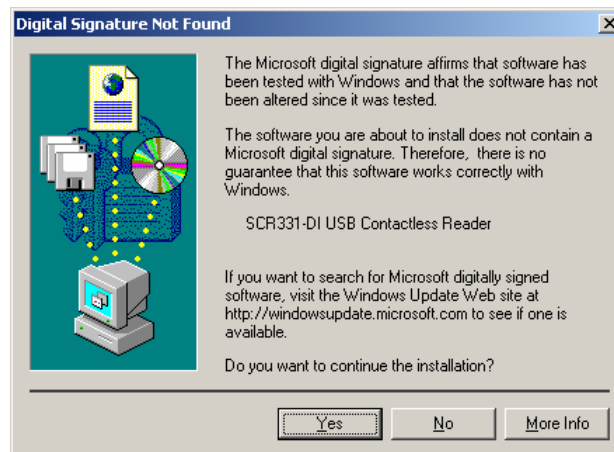 Digital Signature Not Found
The Microsoft digital signature affirms that software has
been tested with Windows and that the software has not
been altered since it was tested.
The software you are about to install does not contain a
Microsoft digital signature. Therefore, there is no
guarantee that this software works correctly with
Windows.
SCR331-DI USB Contactless Reader
If you want to search for Microsoft digitally signed
software, visit the Windows Update Web site at
http://windowsupdate.microsoft.com to see if one is
available.
Do you want to continue the installation?
Yes No More Info